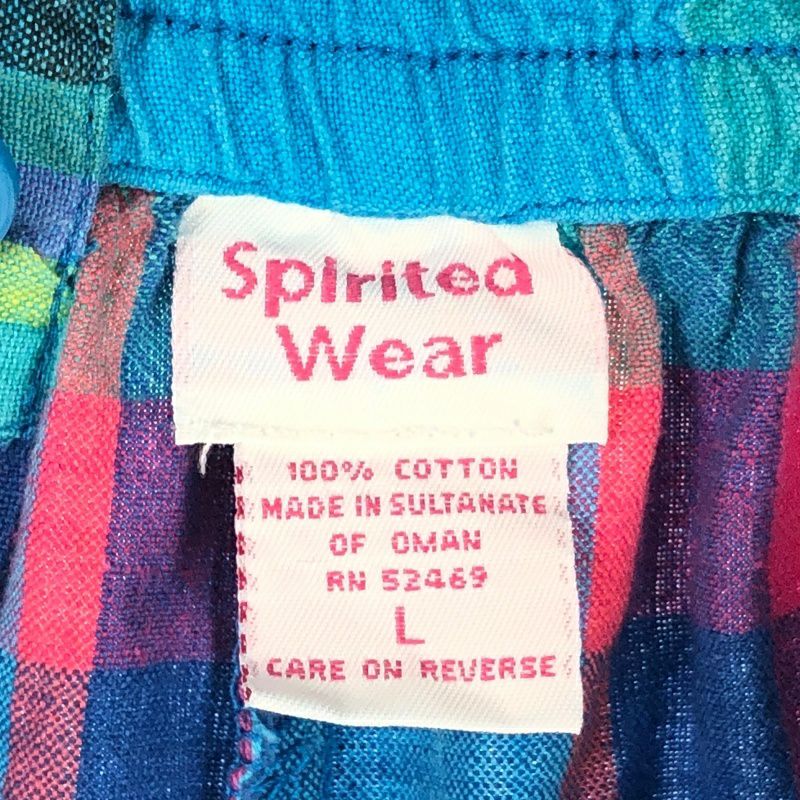 Spirited
Wear
100% COTTON
MADE IN SULTANATE
OF OMAN
RN 52469
L
CARE ON REVERSE